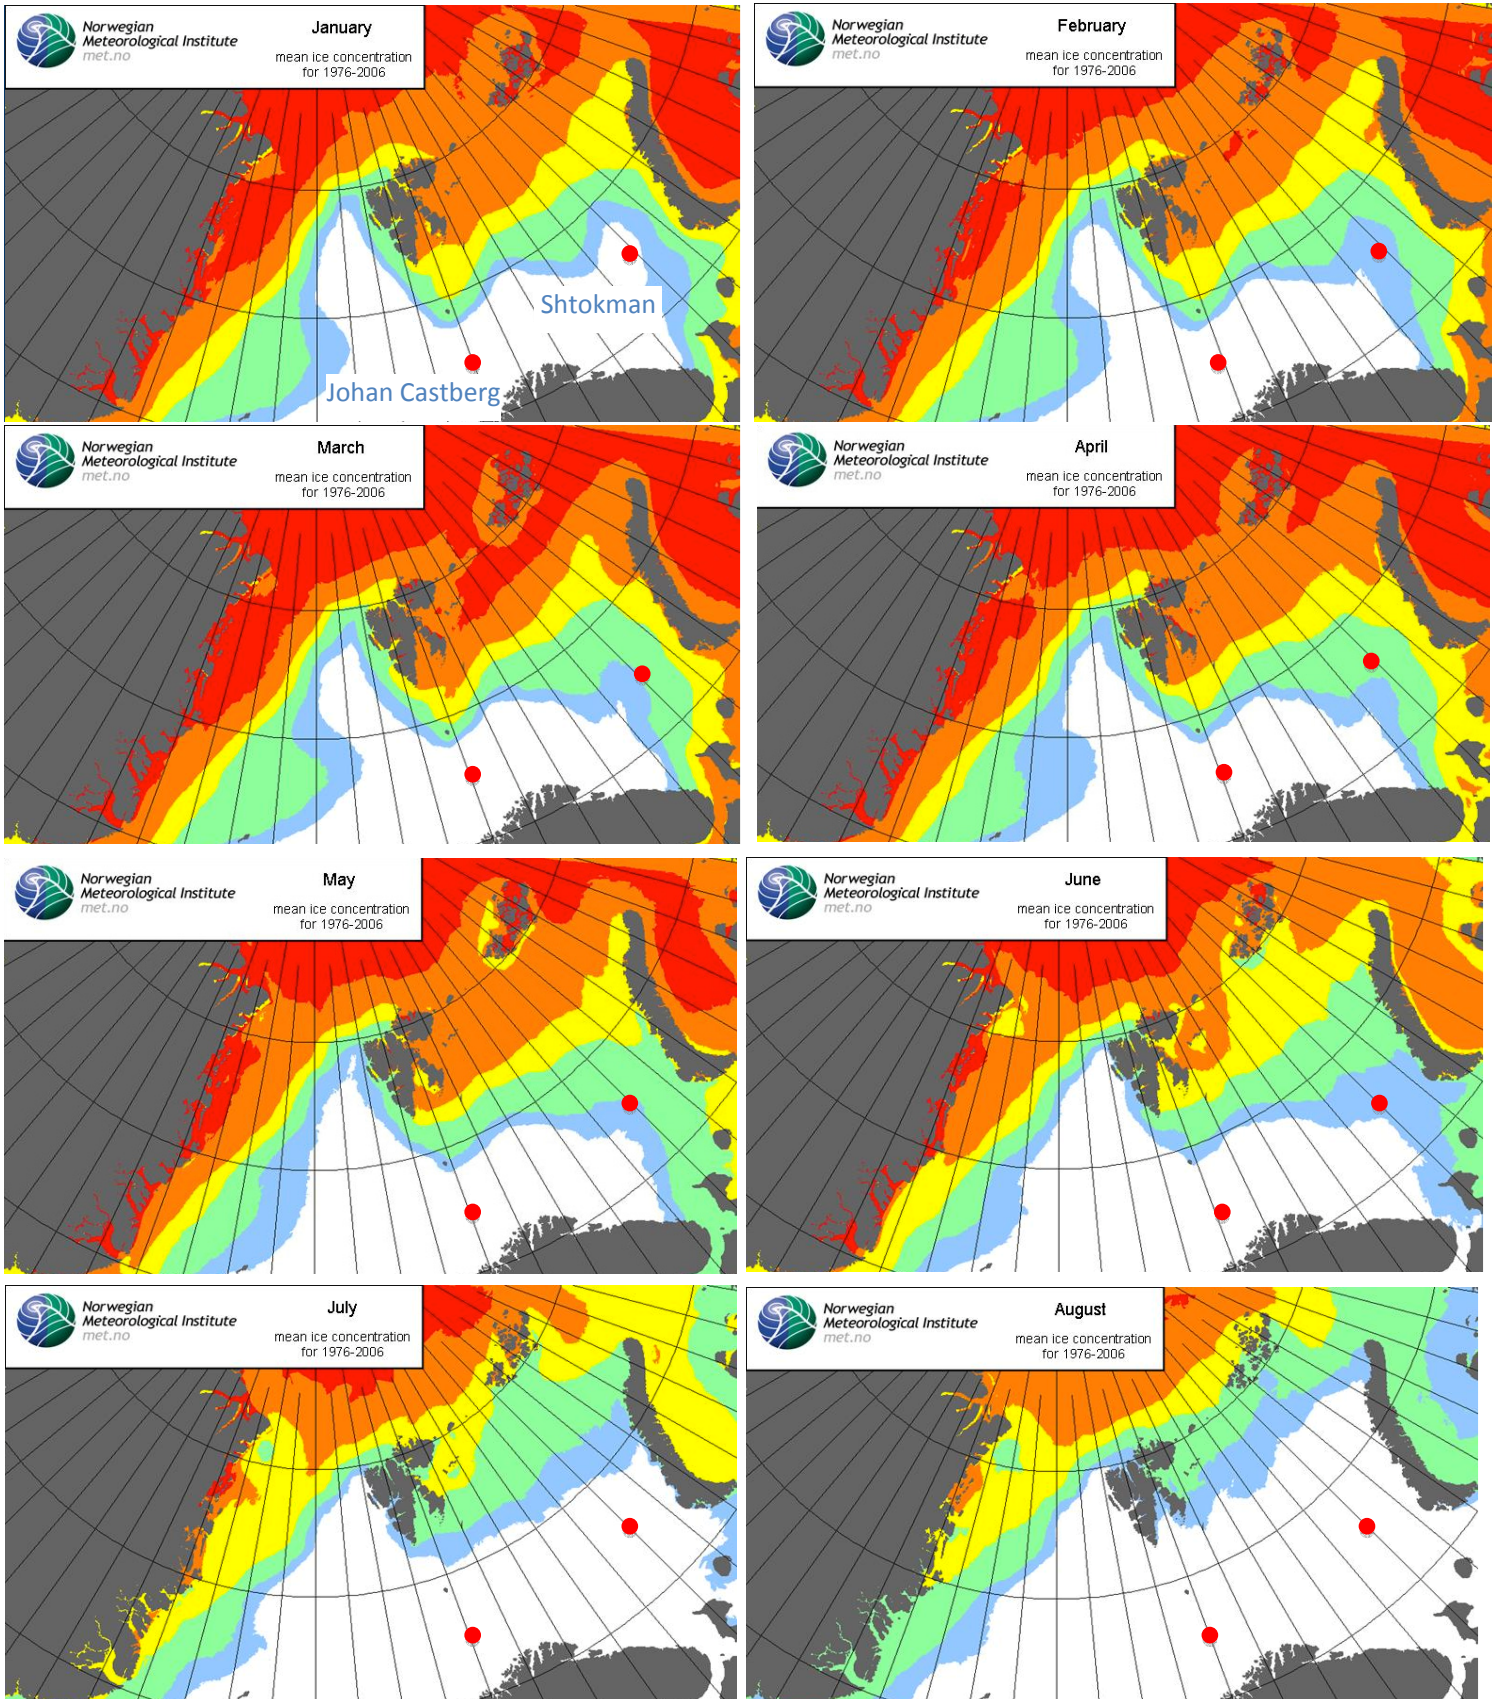 Norwegian
Meteorological Institute
met.no
January
mean ice concentration
for 1976-2006
Shtokman
Johan Castberg
Norwegian
Meteorological Institute
met.no
February
mean ice concentration
for 1976-2006
Norwegian
Meteorological Institute
met.no
March
mean ice concentration
for 1976-2006
Norwegian
Meteorological Institute
met.no
April
mean ice concentration
for 1976-2006
Norwegian
Meteorological Institute
met.no
May
mean ice concentration
for 1976-2006
Norwegian
Meteorological Institute
met.no
June
mean ice concentration
for 1976-2006
Norwegian
Meteorological Institute
met.no
July
mean ice concentration
for 1976-2006
Norwegian
Meteorological Institute
met.no
August
mean ice concentration
for 1976-2006